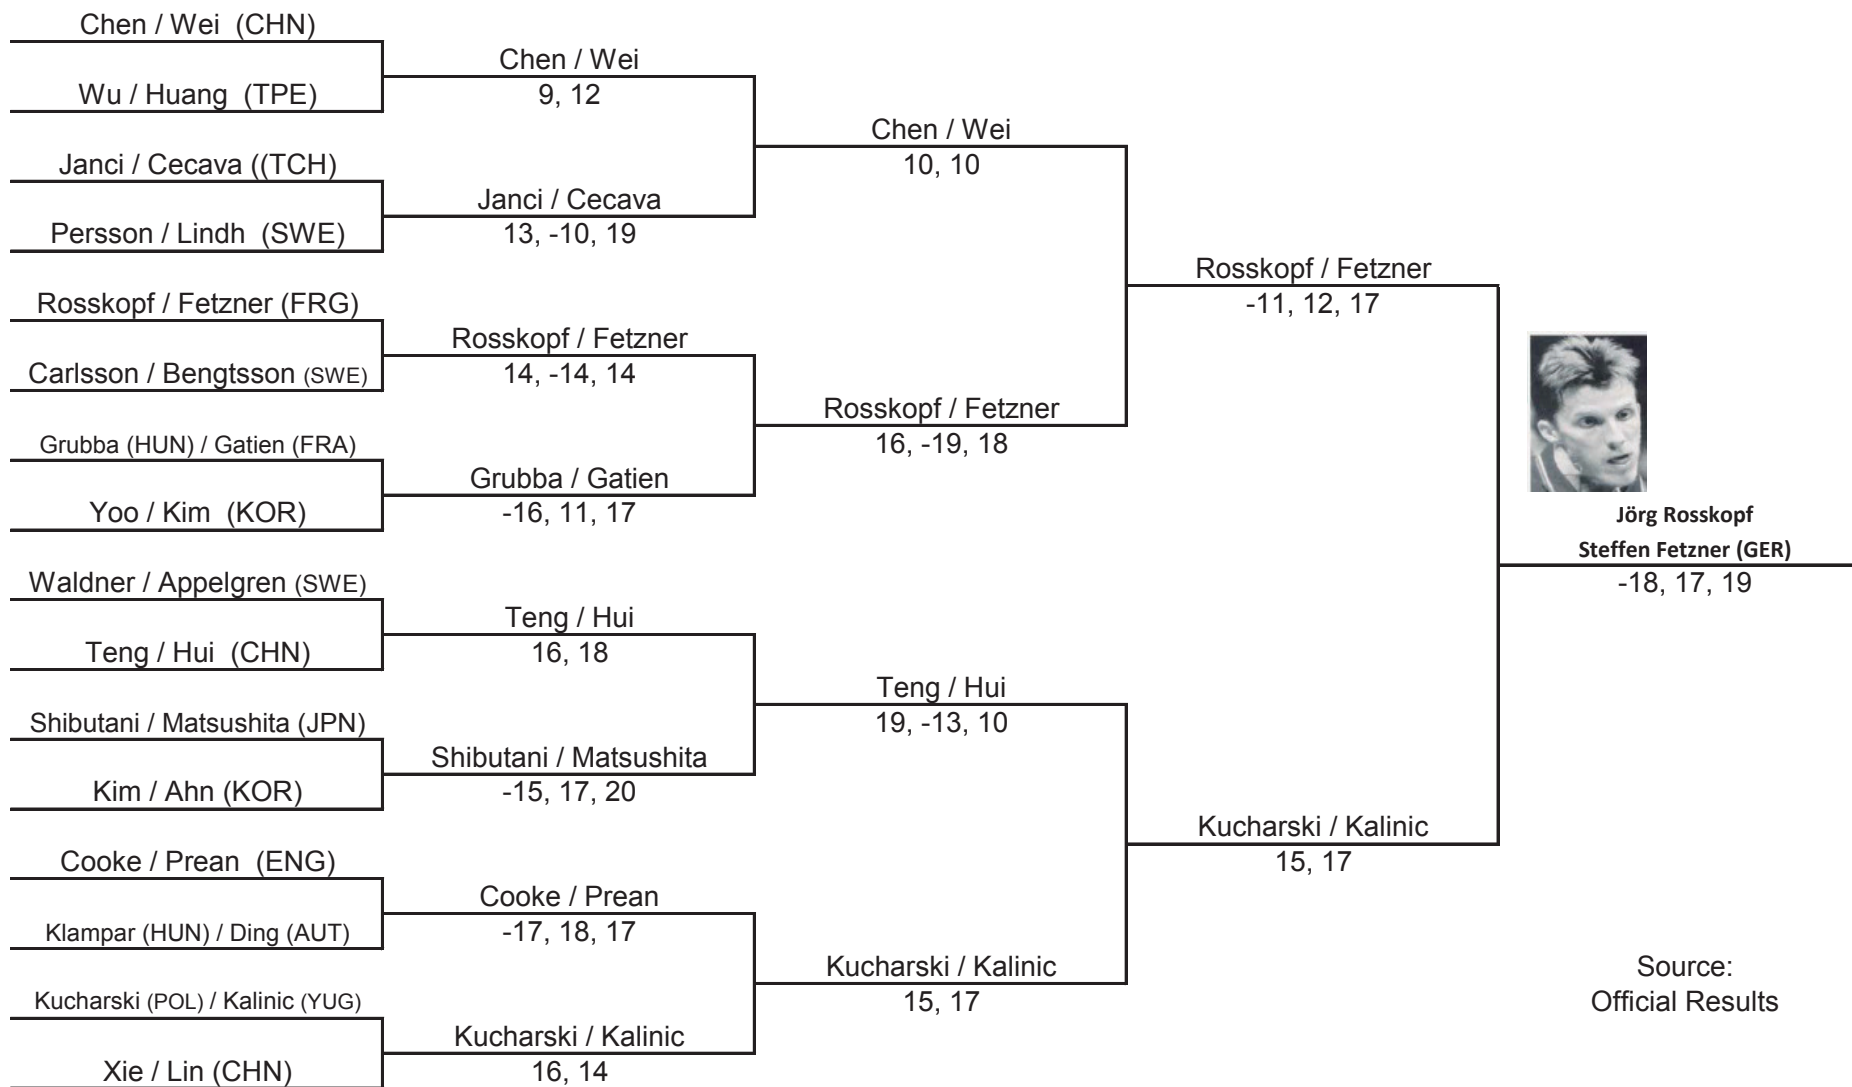 Chen / Wei (CHN)
Wu / Huang (TPE)
Janci / Cecava ((TCH)
Persson / Lindh (SWE)
Rosskopf / Fetzner (FRG)
Carlsson / Bengtsson (SWE)
Grubba (HUN) / Gatien (FRA)
Yoo / Kim (KOR)
Waldner / Appelgren (SWE)
Teng / Hui (CHN)
Shibutani / Matsushita (JPN)
Kim / Ahn (KOR)
Cooke / Prean (ENG)
Klampar (HUN) / Ding (AUT)
Kucharski (POL) / Kalinic (YUG)
Xie / Lin (CHN)
Chen / Wei
9, 12
Janci / Cecava
13, -10, 19
Rosskopf / Fetzner
14, -14, 14
Grubba / Gatien
-16, 11, 17
Teng / Hui
16, 18
Shibutani / Matsushita
-15, 17, 20
Cooke / Prean
-17, 18, 17
Kucharski / Kalinic
16, 14
Chen / Wei
10, 10
Rosskopf / Fetzner
16, -19, 18
Teng / Hui
19, -13, 10
Kucharski / Kalinic
15, 17
Rosskopf / Fetzner
-11, 12, 17
Kucharski / Kalinic
15, 17
Jörg Rosskopf
Steffen Fetzner (GER)
-18, 17, 19
Source:
Official Results